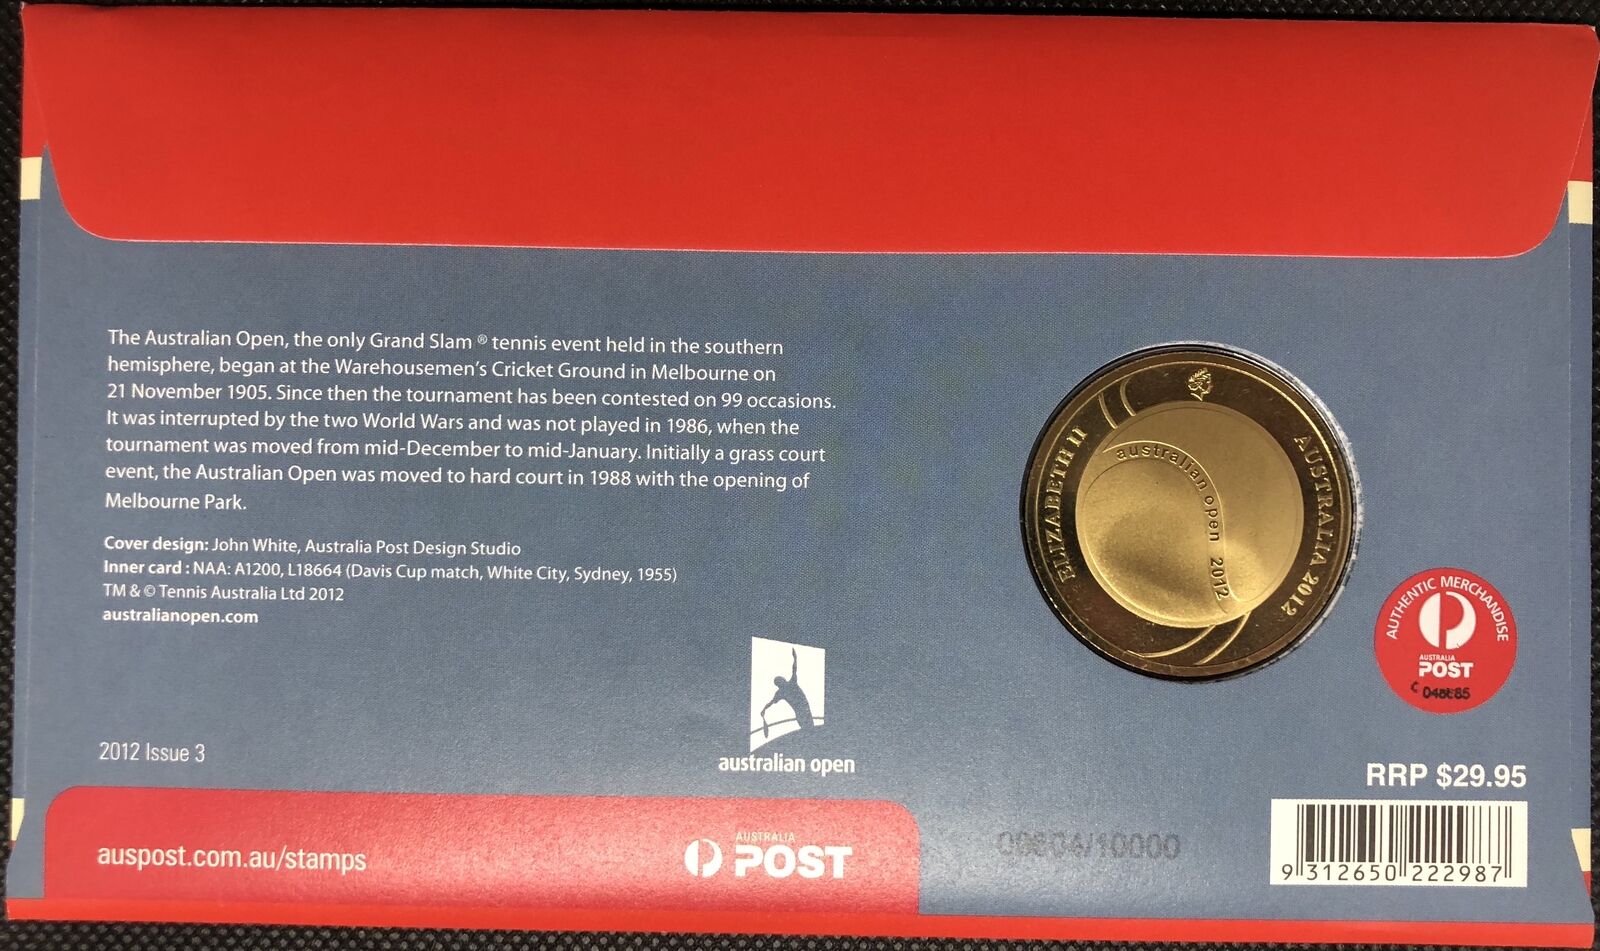 The Australian Open, the only Grand Slam ® tennis event held in the southern
hemisphere, began at the Warehousemen's Cricket Ground in Melbourne on
21 November 1905. Since then the tournament has been contested on 99 occasions.
It was interrupted by the two World Wars and was not played in 1986, when the
tournament was moved from mid-December to mid-January. Initially a grass court
event, the Australian Open was moved to hard court in 1988 with the opening of
Melbourne Park.
Cover design: John White, Australia Post Design Studio
Inner card : NAA: A1200, L18664 (Davis Cup match, White City, Sydney, 1955)
TM & © Tennis Australia Ltd 2012
australianopen.com
ELIZABETH II
AUSTRALIA 2012
australian open 2012
AUTHENTIC MERCHANDISE
AUSTRALIA
POST
2012 Issue 3
australian open
RRP $29.95
9 312650 222987
auspost.com.au/stamps
AUSTRALIA
POST